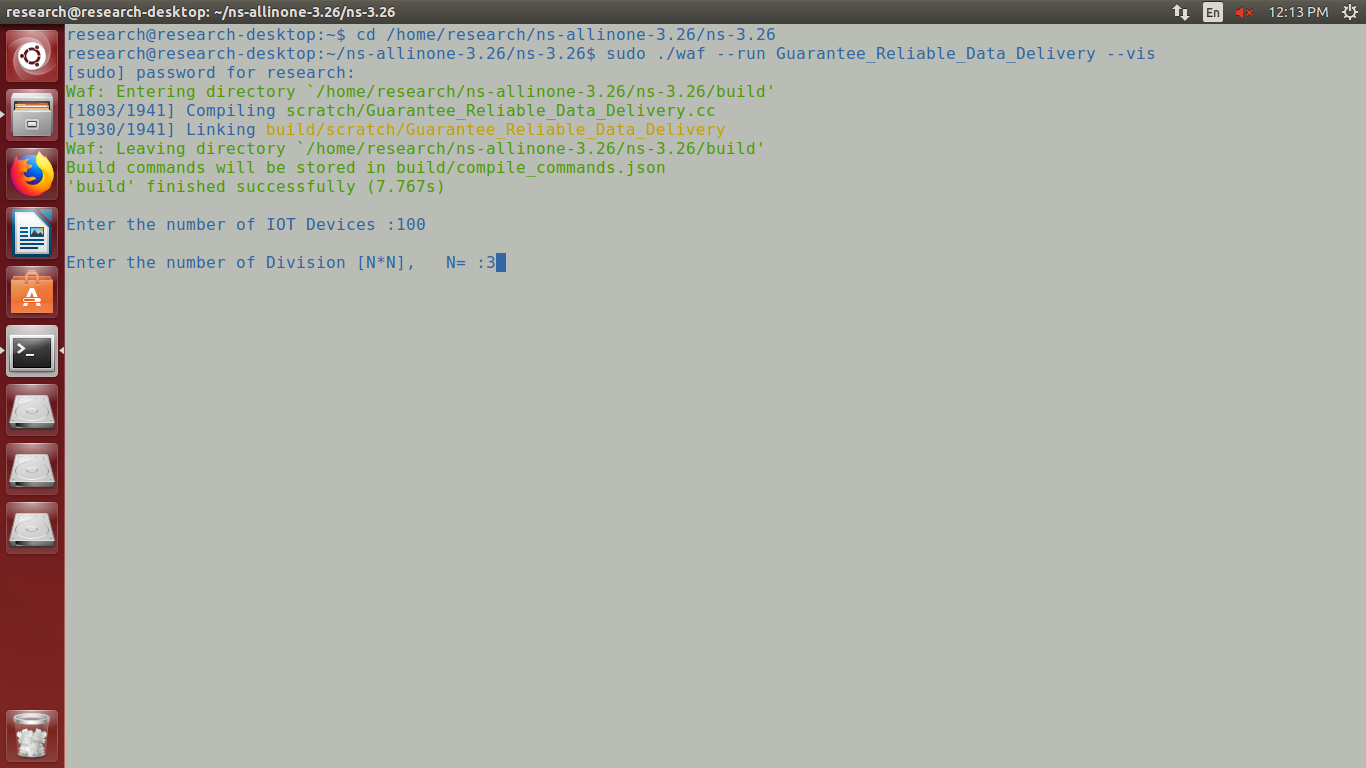 research@research-desktop: ~/ns-allinone-3.26/ns-3.26
En
12:13 PM
research@research-desktop:~$ cd /home/research/ns-allinone-3.26/ns-3.26
research@research-desktop:~/ns-allinone-3.26/ns-3.26$ sudo ./waf --run Guarantee_Reliable_Data_Delivery --vis
[sudo] password for research:
Waf: Entering directory `/home/research/ns-allinone-3.26/ns-3.26/build'
[1803/1941] Compiling scratch/Guarantee_Reliable_Data_Delivery.cc
[1930/1941] Linking build/scratch/Guarantee_Reliable_Data_Delivery
Waf: Leaving directory `/home/research/ns-allinone-3.26/ns-3.26/build'
Build commands will be stored in build/compile_commands.json
'build' finished successfully (7.767s)
Enter the number of IOT Devices :100
Enter the number of Division [N*N],   N= :3